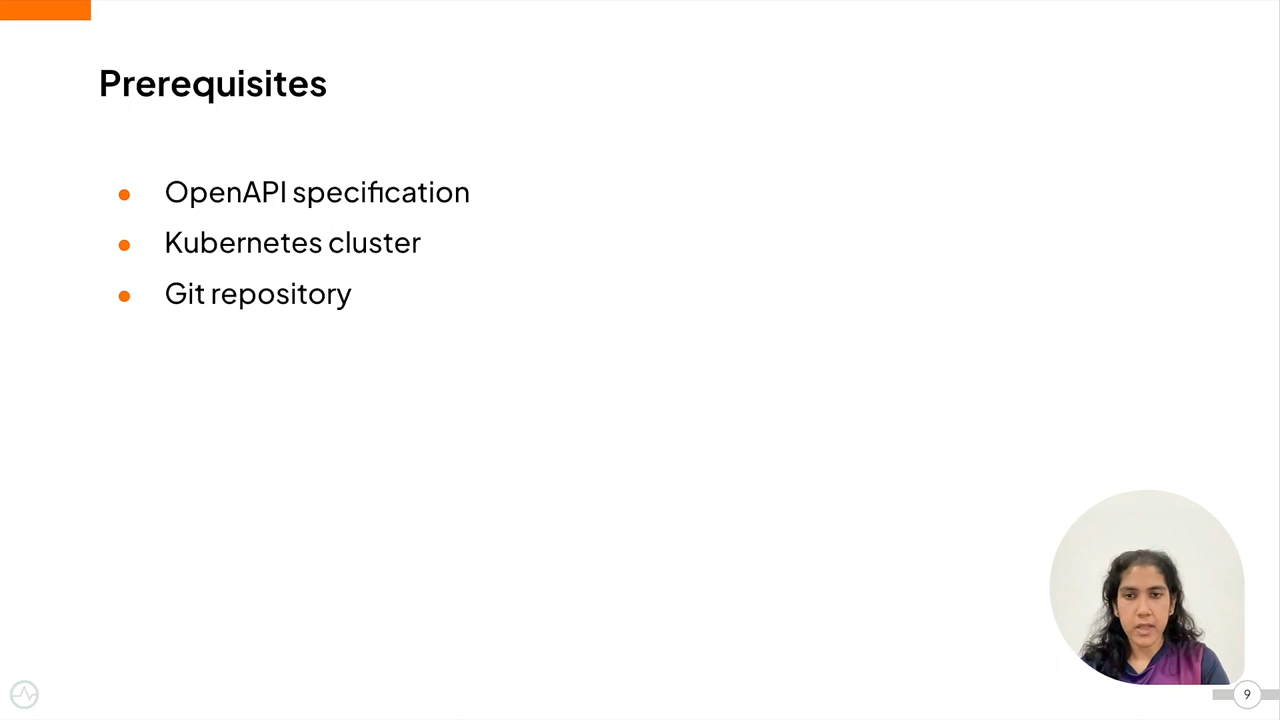 Prerequisites
OpenAPI specification
Kubernetes cluster
Git repository
9